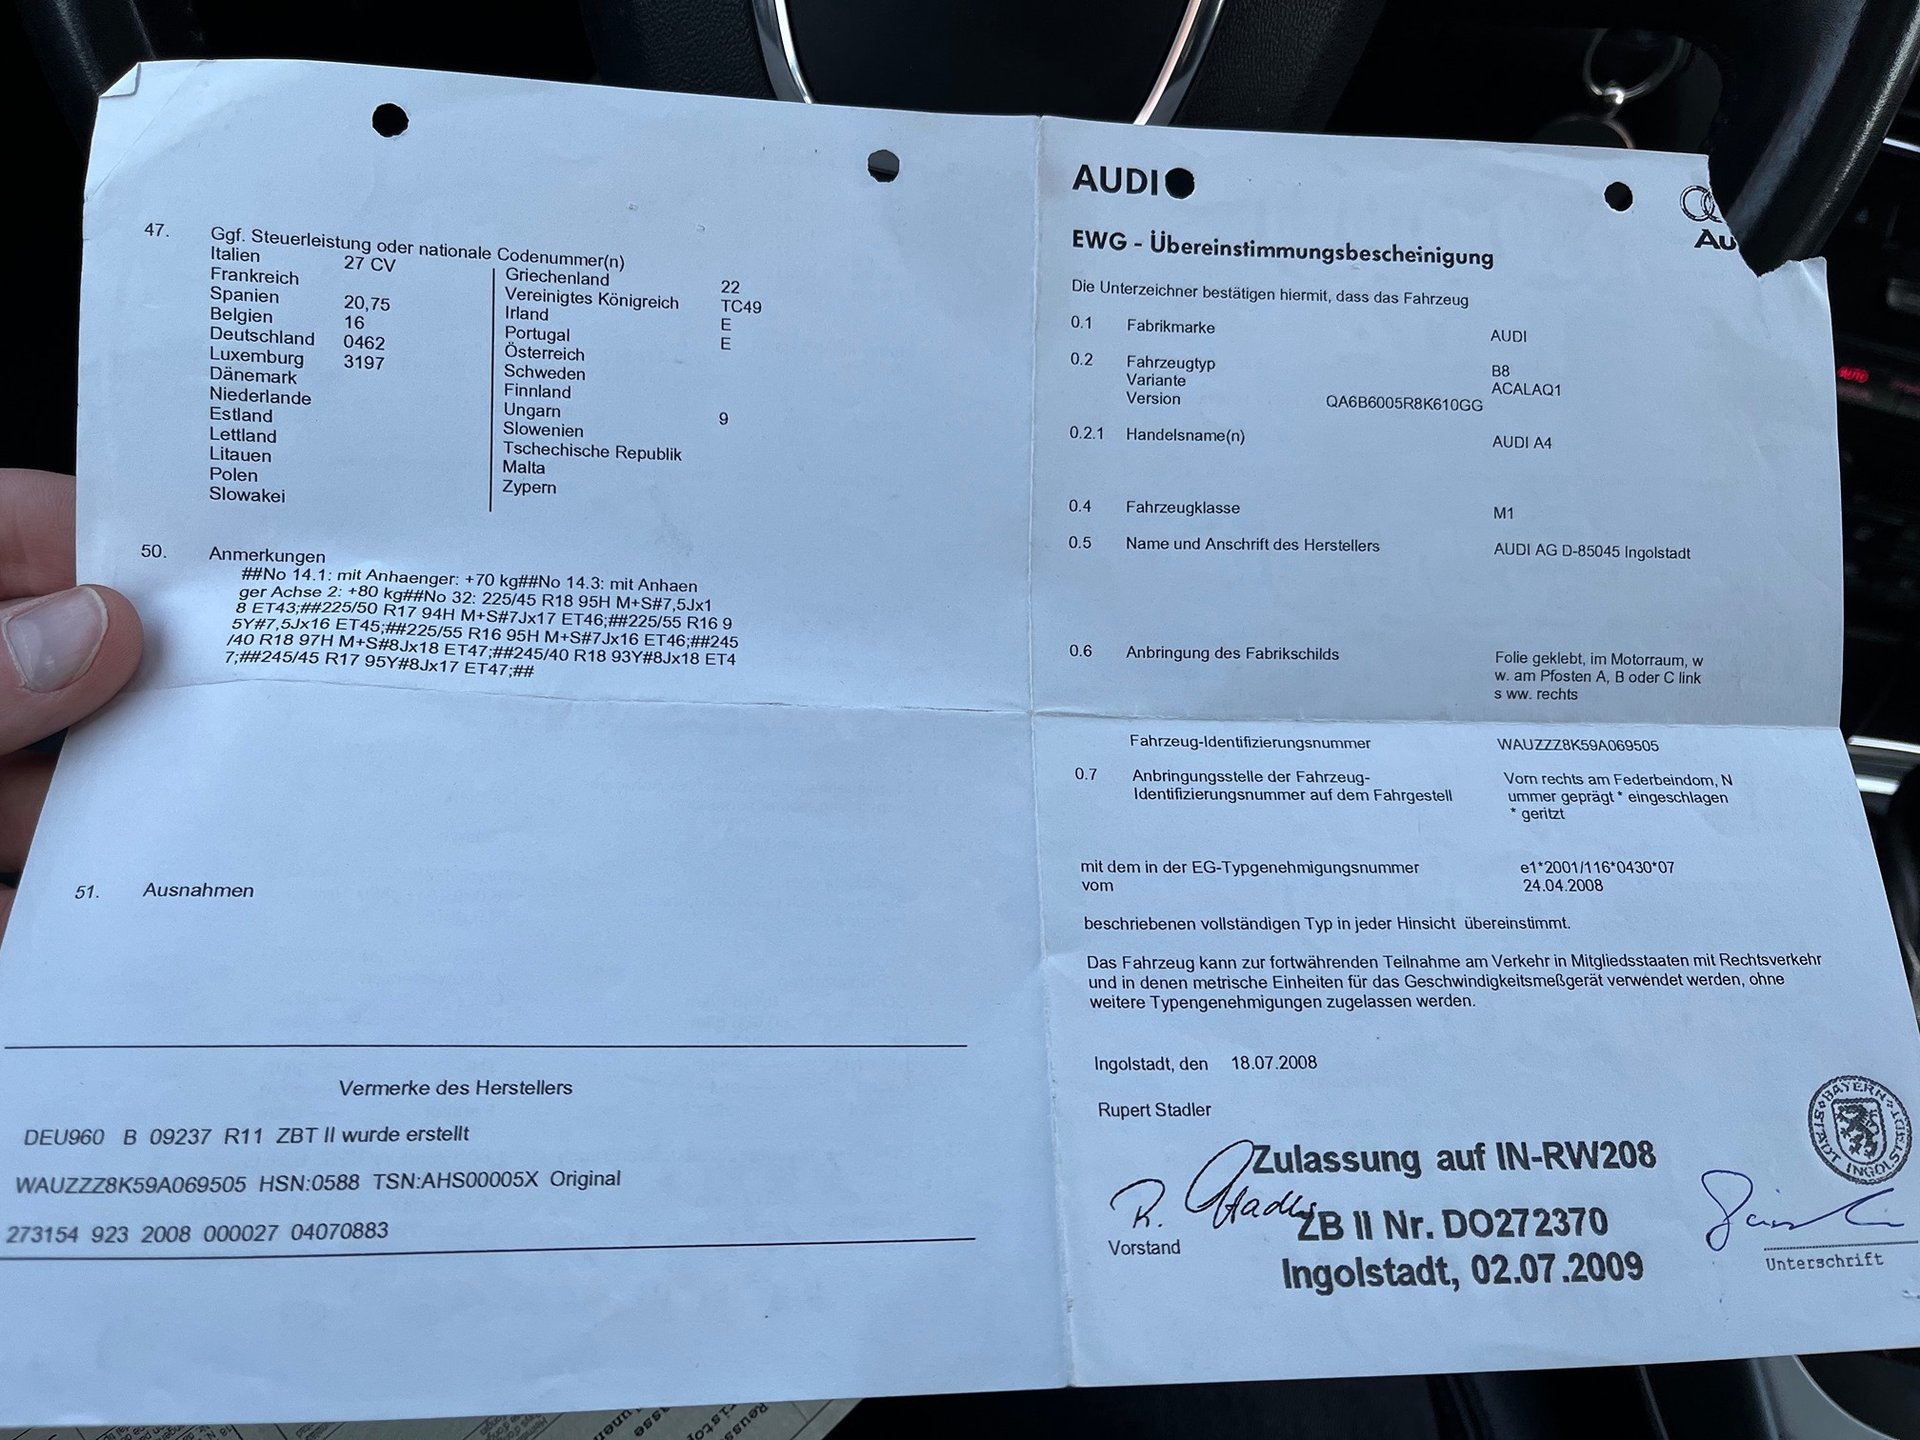 47. Ggf. Steuerleistung oder nationale Codenummer(n)
Italien
Frankreich 27 CV
Spanien 20,75
Belgien 16
Deutschland 0462
Luxemburg 3197
Dänemark
Niederlande
Estland
Lettland
Litauen
Polen
Slowakei
Griechenland 22
Vereinigtes Königreich TC49
Irland E
Portugal E
Österreich
Schweden
Finnland
Ungarn 9
Slowenien
Tschechische Republik
Malta
Zypern
50. Anmerkungen
##No 14.1: mit Anhaenger: +70 kg##No 14.3: mit Anhaen
ger Achse 2: +80 kg##No 32: 225/45 R18 95H M+S#7,5Jx1
8 ET43;##225/50 R17 94H M+S#7Jx17 ET46;##225/55 R16 9
5Y#7,5Jx16 ET45;##225/55 R16 95H M+S#7Jx16 ET46;##245
/40 R18 97H M+S#8Jx18 ET47;##245/40 R18 93Y#8Jx18 ET4
7;##245/45 R17 95Y#8Jx17 ET47;##
51. Ausnahmen
Vermerke des Herstellers
DEU960 B 09237 R11 ZBT II wurde erstellt
WAUZZZ8K59A069505 HSN:0588 TSN:AHS00005X Original
273154 923 2008 000027 04070883
AUDI
Au
EWG - Übereinstimmungsbescheinigung
Die Unterzeichner bestätigen hiermit, dass das Fahrzeug
0.1 Fabrikmarke AUDI
0.2 Fahrzeugtyp B8
Variante ACALAQ1
Version QA6B6005R8K610GG
0.2.1 Handelsname(n) AUDI A4
0.4 Fahrzeugklasse M1
0.5 Name und Anschrift des Herstellers AUDI AG D-85045 Ingolstadt
0.6 Anbringung des Fabrikschilds Folie geklebt, im Motorraum, w
w. am Pfosten A, B oder C link
s ww. rechts
Fahrzeug-Identifizierungsnummer WAUZZZ8K59A069505
0.7 Anbringungsstelle der Fahrzeug- Vorn rechts am Federbeindom, N
Identifizierungsnummer auf dem Fahrgestell ummer geprägt * eingeschlagen
* geritzt
mit dem in der EG-Typgenehmigungsnummer e1*2001/116*0430*07
vom 24.04.2008
beschriebenen vollständigen Typ in jeder Hinsicht übereinstimmt.
Das Fahrzeug kann zur fortwährenden Teilnahme am Verkehr in Mitgliedsstaaten mit Rechtsverkehr
und in denen metrische Einheiten für das Geschwindigkeitsmeßgerät verwendet werden, ohne
weitere Typengenehmigungen zugelassen werden.
Ingolstadt, den 18.07.2008
Rupert Stadler
BAYERN
STADT INGOLSTADT
Zulassung auf IN-RW208
R. Stadler
ZB II Nr. DO272370
Vorstand
Ingolstadt, 02.07.2009
Unterschrift
AUTO